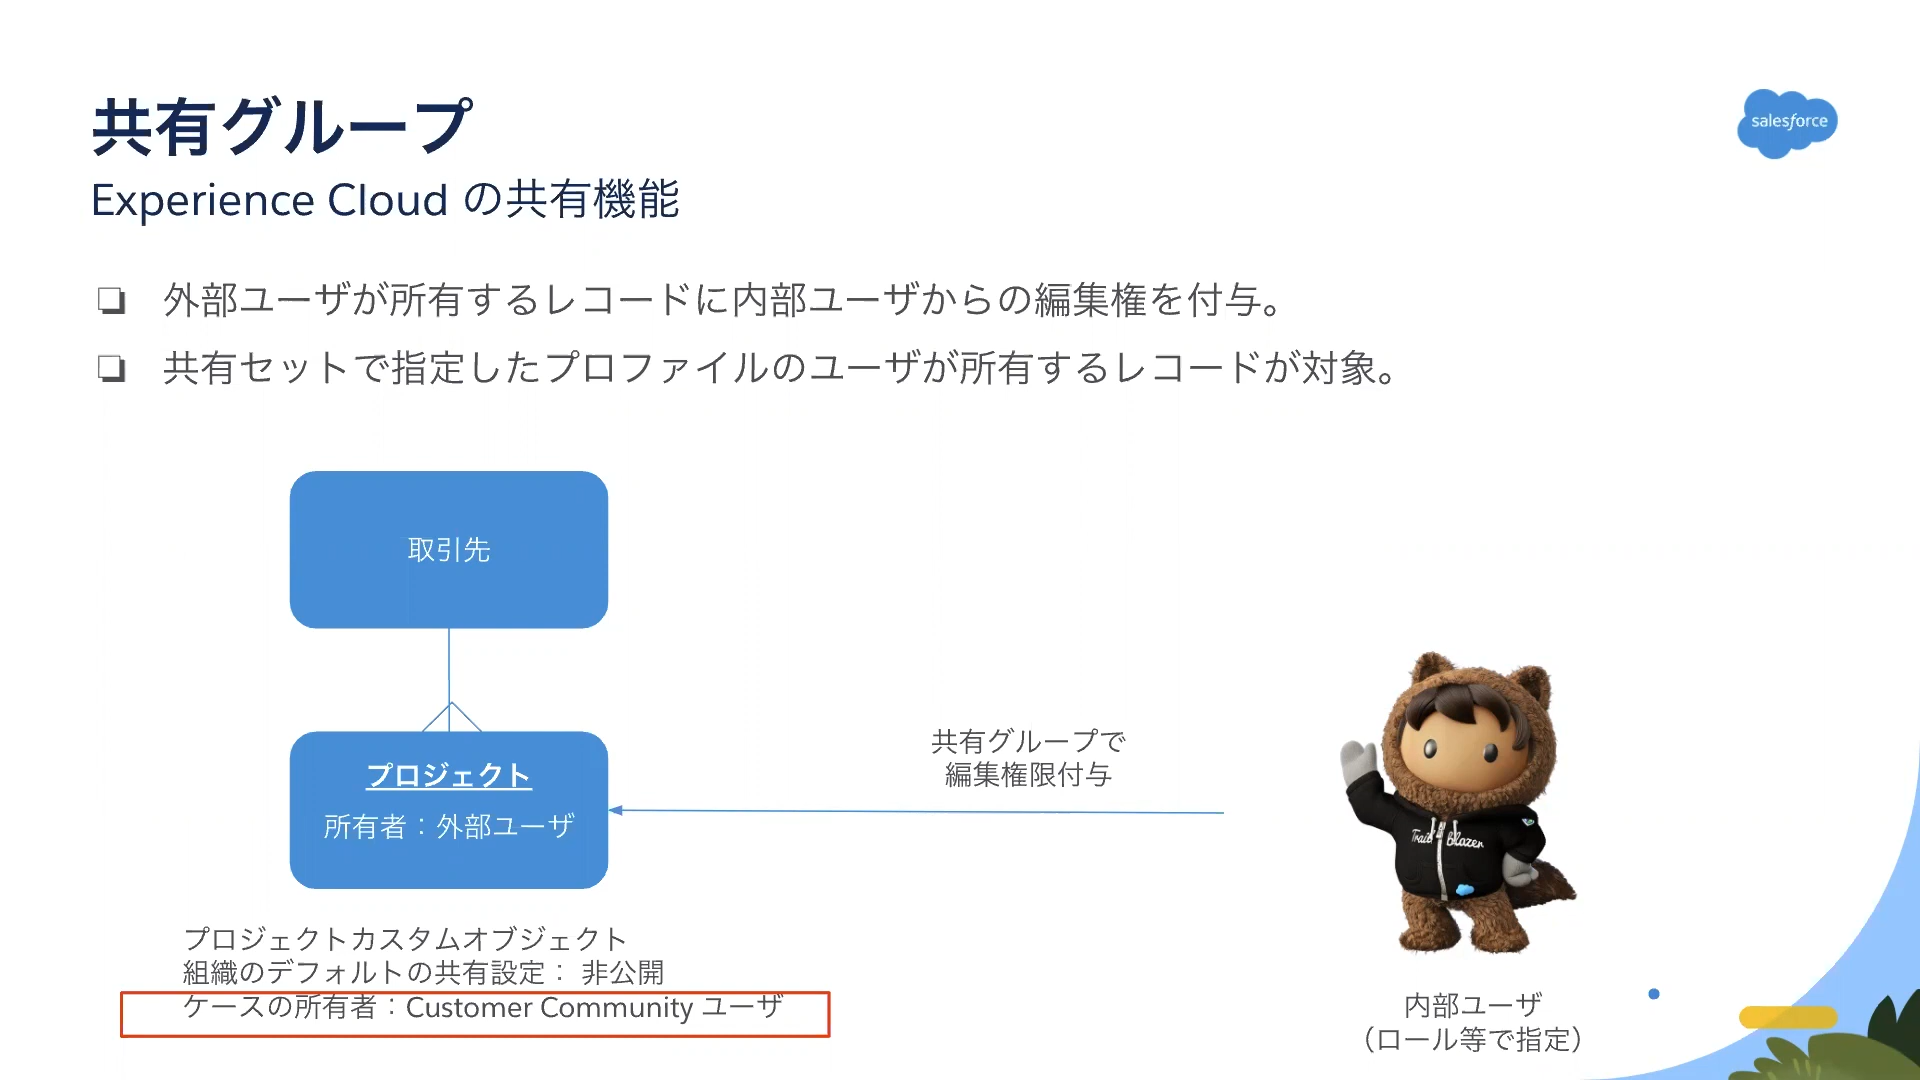 共有グループ
salesforce
Experience Cloud の共有機能
❏ 外部ユーザが所有するレコードに内部ユーザからの編集権を付与。
❏ 共有セットで指定したプロファイルのユーザが所有するレコードが対象。
取引先
共有グループで
編集権限付与
プロジェクト
所有者：外部ユーザ
Trailblazer
プロジェクトカスタムオブジェクト
組織のデフォルトの共有設定： 非公開
ケースの所有者：Customer Community ユーザ
内部ユーザ
（ロール等で指定）